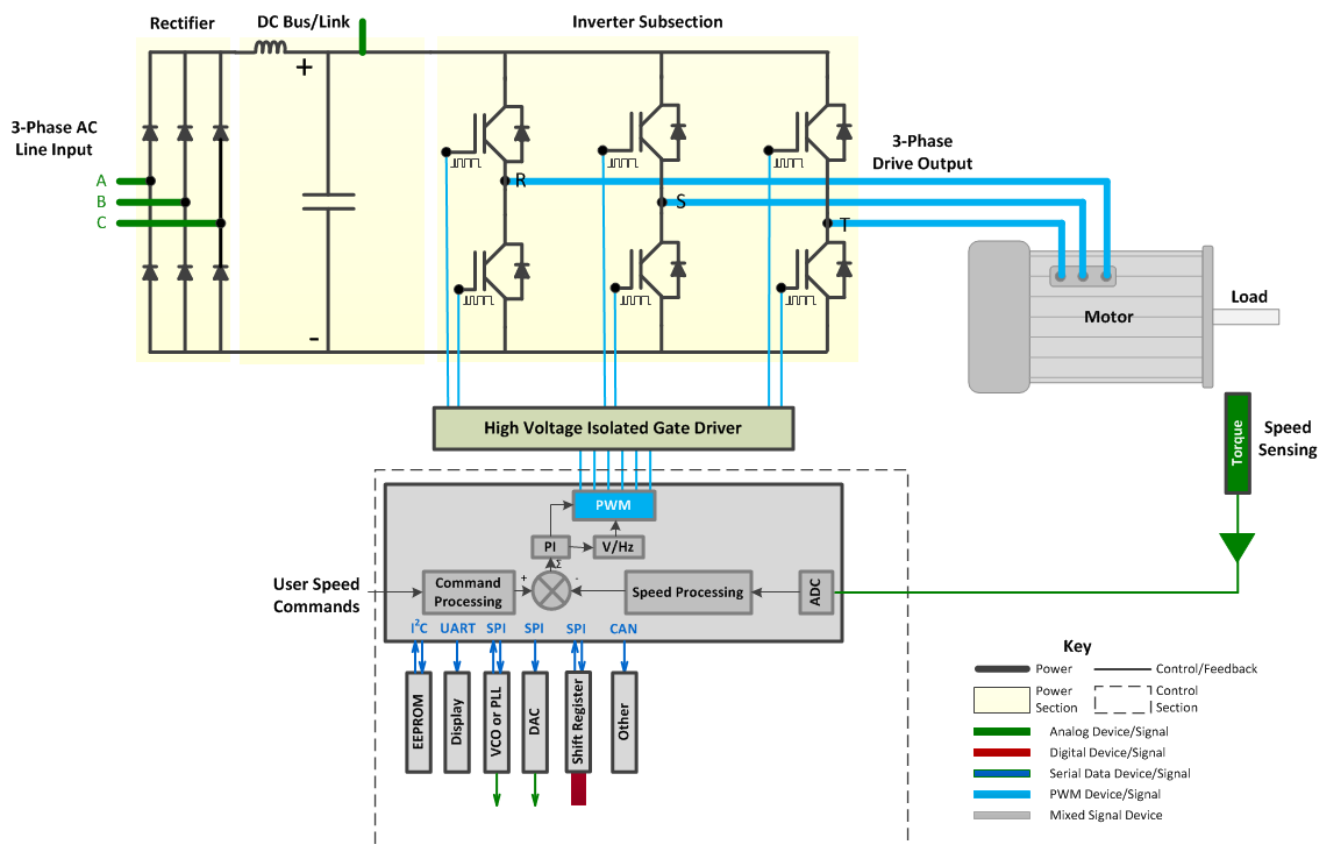 Rectifier
DC Bus/Link
Inverter Subsection
+
3-Phase AC
Line Input
3-Phase
Drive Output
A
B
C
R
S
T
-
Motor
Load
High Voltage Isolated Gate Driver
Torque
Speed
Sensing
PWM
PI
V/Hz
Σ
+
-
User Speed
Commands
Command
Processing
Speed Processing
ADC
I²C
UART
SPI
SPI
SPI
CAN
EEPROM
Display
VCO or PLL
DAC
Shift Register
Other
Key
Power
Control/Feedback
Power
Section
Control
Section
Analog Device/Signal
Digital Device/Signal
Serial Data Device/Signal
PWM Device/Signal
Mixed Signal Device